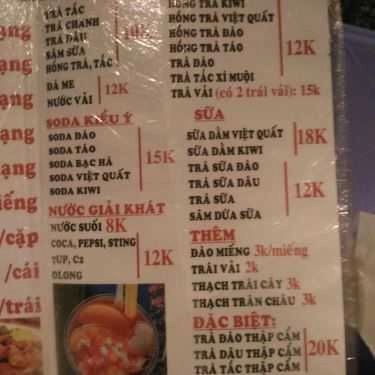 ạng
ạng
ạng
ạng
iếng
/cặp
/cái
/trái
TRÀ TẮC
TRÀ CHANH
TRÀ DÂU
SÂM SỮA
HỒNG TRÀ, TẮC
ĐÁ ME
NƯỚC VẢI
12K
SODA KIỂU Ý
SODA ĐÀO
SODA TÁO
SODA BẠC HÀ
SODA VIỆT QUẤT
SODA KIWI
15K
NƯỚC GIẢI KHÁT
NƯỚC SUỐI 8K
COCA, PEPSI, STING
7UP, C2
OLONG
12K
HỒNG TRÀ KIWI
HỒNG TRÀ VIỆT QUẤT
HỒNG TRÀ ĐÀO
HỒNG TRÀ TÁO
TRÀ ĐÀO
TRÀ TẮC XÍ MUỘI
12K
TRÀ VẢI (có 2 trái vải): 15k
SỮA
SỮA DẦM VIỆT QUẤT
SỮA DẦM KIWI
18K
TRÀ SỮA ĐÀO
TRÀ SỮA DÂU
TRÀ SỮA
SÂM DỨA SỮA
12K
THÊM
ĐÀO MIẾNG 3k/miếng
TRÁI VẢI 2k
THẠCH TRÁI CÂY 3k
THẠCH TRÂN CHÂU 3k
ĐẶC BIỆT:
TRÀ ĐÀO THẬP CẨM
TRÀ DÂU THẬP CẨM
TRÀ TẮC THẬP CẨM
20K